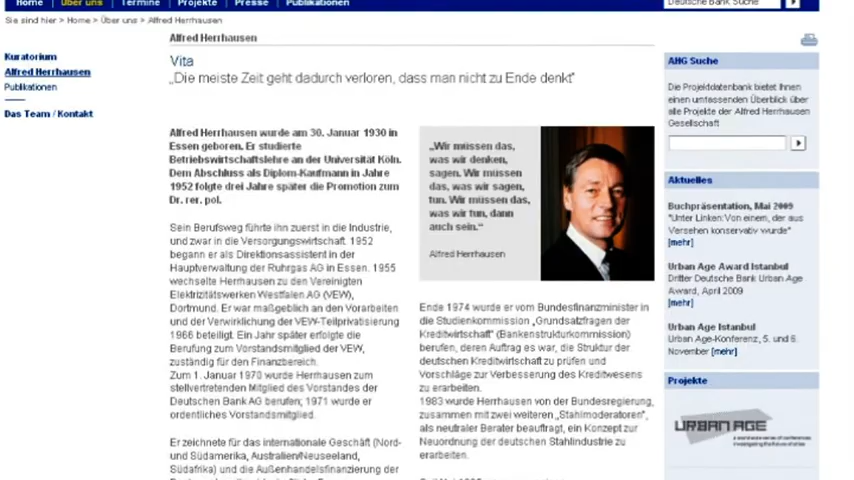 Home Über uns Termine Projekte Presse Publikationen
Deutsche Bank Suche
Sie sind hier > Home > Über uns > Alfred Herrhausen
Kuratorium
Alfred Herrhausen
Publikationen
Das Team / Kontakt
Alfred Herrhausen
Vita
„Die meiste Zeit geht dadurch verloren, dass man nicht zu Ende denkt"
Alfred Herrhausen wurde am 30. Januar 1930 in
Essen geboren. Er studierte
Betriebswirtschaftslehre an der Universität Köln.
Dem Abschluss als Diplom-Kaufmann in Jahre
1952 folgte drei Jahre später die Promotion zum
Dr. rer. pol.
Sein Berufsweg führte ihn zuerst in die Industrie,
und zwar in die Versorgungswirtschaft. 1952
begann er als Direktionsassistent in der
Hauptverwaltung der Ruhrgas AG in Essen. 1955
wechselte Herrhausen zu den Vereinigten
Elektrizitätswerken Westfalen AG (VEW),
Dortmund. Er war maßgeblich an den Vorarbeiten
und der Verwirklichung der VEW-Teilprivatisierung
1966 beteiligt. Ein Jahr später erfolgte die
Berufung zum Vorstandsmitglied der VEW,
zuständig für den Finanzbereich.
Zum 1. Januar 1970 wurde Herrhausen zum
stellvertretenden Mitglied des Vorstandes der
Deutschen Bank AG berufen; 1971 wurde er
ordentliches Vorstandsmitglied.
Er zeichnete für das internationale Geschäft (Nord-
und Südamerika, Australien/Neuseeland,
Südafrika) und die Außenhandelsfinanzierung der
„Wir müssen das,
was wir denken,
sagen. Wir müssen
das, was wir sagen,
tun. Wir müssen das,
was wir tun, dann
auch sein."
Alfred Herrhausen
Ende 1974 wurde er vom Bundesfinanzminister in
die Studienkommission „Grundsatzfragen der
Kreditwirtschaft" (Bankenstrukturkommission)
berufen, deren Auftrag es war, die Struktur der
deutschen Kreditwirtschaft zu prüfen und
Vorschläge zur Verbesserung des Kreditwesens
zu erarbeiten.
1983 wurde Herrhausen von der Bundesregierung,
zusammen mit zwei weiteren „Stahlmoderatoren",
als neutraler Berater beauftragt, ein Konzept zur
Neuordnung der deutschen Stahlindustrie zu
erarbeiten.
AHG Suche
Die Projektdatenbank bietet Ihnen
einen umfassenden Überblick über
alle Projekte der Alfred Herrhausen
Gesellschaft
Aktuelles
Buchpräsentation, Mai 2009
"Unter Linken: Von einem, der aus
Versehen konservativ wurde"
[mehr]
Urban Age Award Istanbul
Dritter Deutsche Bank Urban Age
Award, April 2009
[mehr]
Urban Age Istanbul
Urban Age-Konferenz, 5. und 6.
November [mehr]
Projekte
URBAN AGE
a worldwide series of conferences
investigating the future of cities